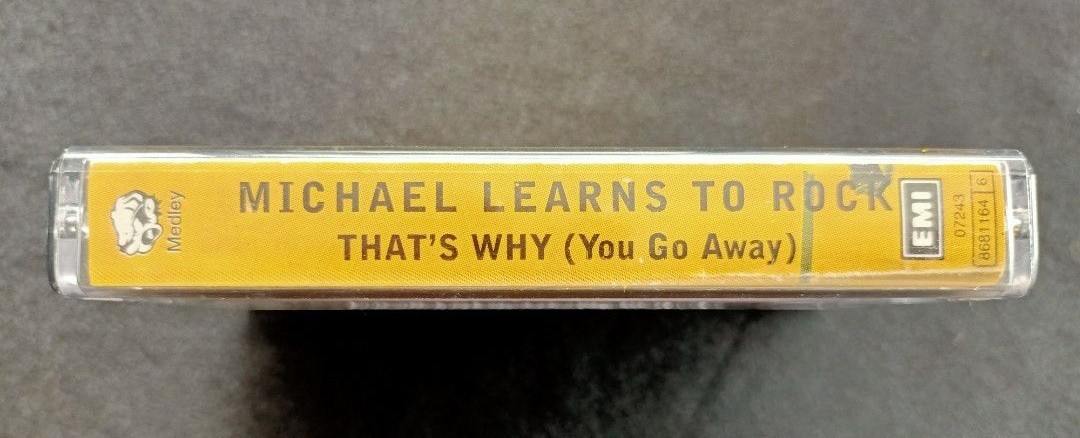 Medley
MICHAEL LEARNS TO ROCK
THAT'S WHY (You Go Away)
EMI
07243
8681164 6